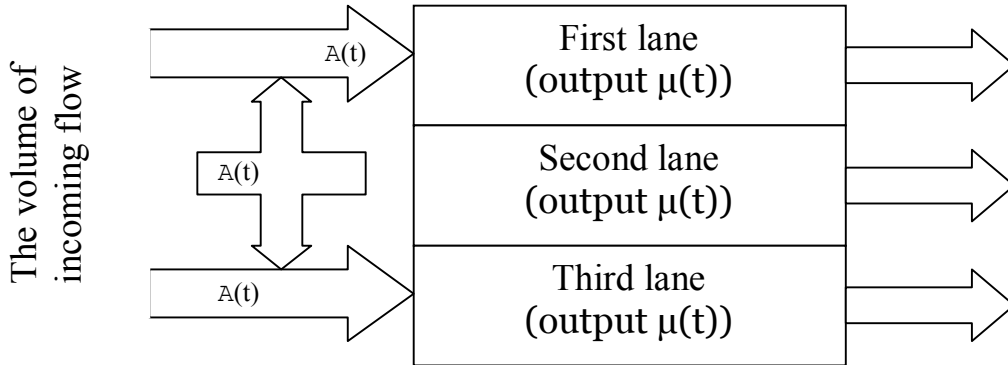 The volume of
incoming flow
A(t)
First lane
(output μ(t))
A(t)
Second lane
(output μ(t))
A(t)
Third lane
(output μ(t))